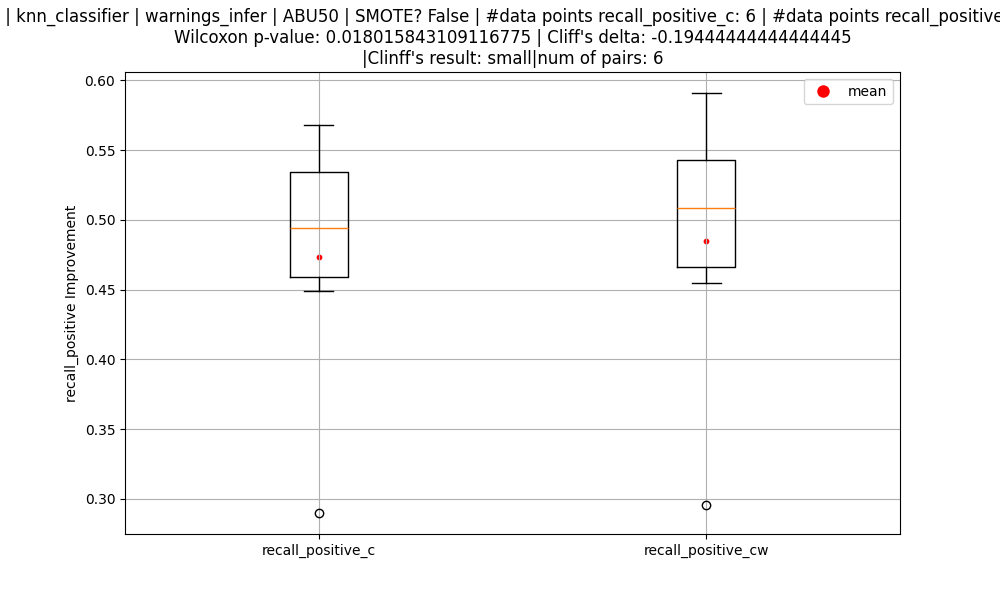 | knn_classifier | warnings_infer | ABU50 | SMOTE? False | #data points recall_positive_c: 6 | #data points recall_positive
Wilcoxon p-value: 0.018015843109116775 | Cliff's delta: -0.19444444444444445
|Clinff's result: small|num of pairs: 6
mean
0.60
0.55
0.50
0.45
0.40
0.35
0.30
recall_positive Improvement
recall_positive_c
recall_positive_cw